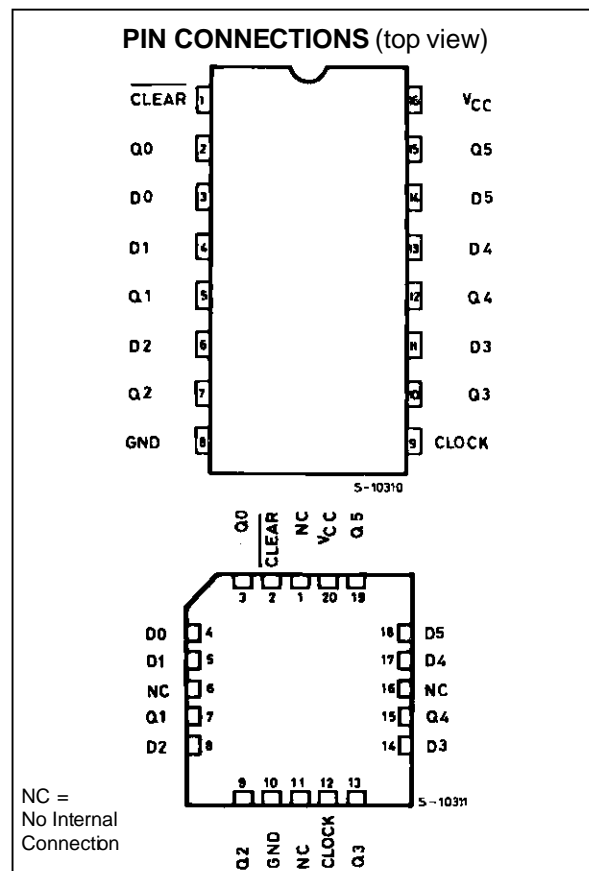 PIN CONNECTIONS (top view)
CLEAR 1 16 VCC
Q0 2 15 Q5
D0 3 14 D5
D1 4 13 D4
Q1 5 12 Q4
D2 6 11 D3
Q2 7 10 Q3
GND 8 9 CLOCK
S-10310
Q0 CLEAR NC VCC Q5
3 2 1 20 19
D0 4 18 D5
D1 5 17 D4
NC 6 16 NC
Q1 7 15 Q4
D2 8 14 D3
9 10 11 12 13
S-10311
Q2 GND NC CLOCK Q3
NC =
No Internal
Connection